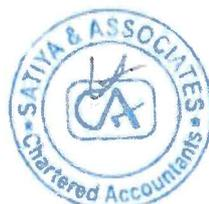 SATIYA & ASSOCIATES
CA
Chartered Accountants